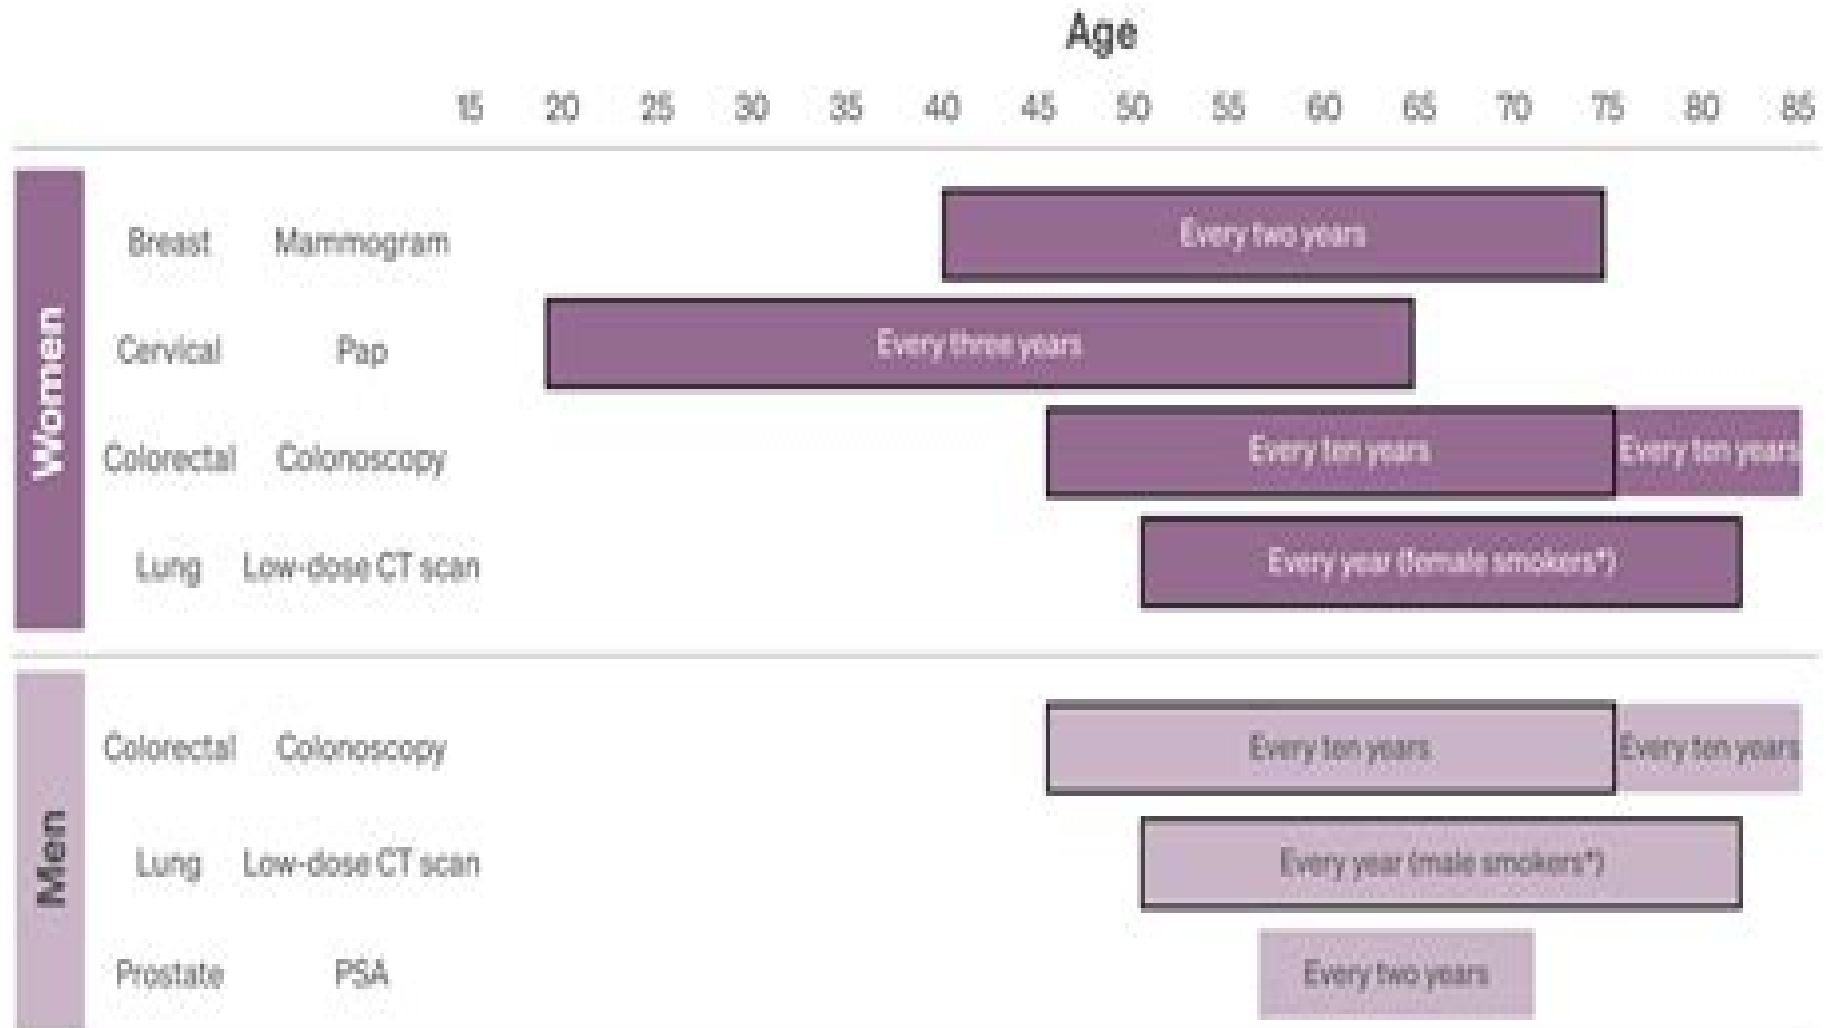 Age
15 20 25 30 35 40 45 50 55 60 65 70 75 80 85
Women
Breast Mammogram Every two years
Cervical Pap Every three years
Colorectal Colonoscopy Every ten years Every ten years
Lung Low-dose CT scan Every year (female smokers*)
Men
Colorectal Colonoscopy Every ten years Every ten years
Lung Low-dose CT scan Every year (male smokers*)
Prostate PSA Every two years